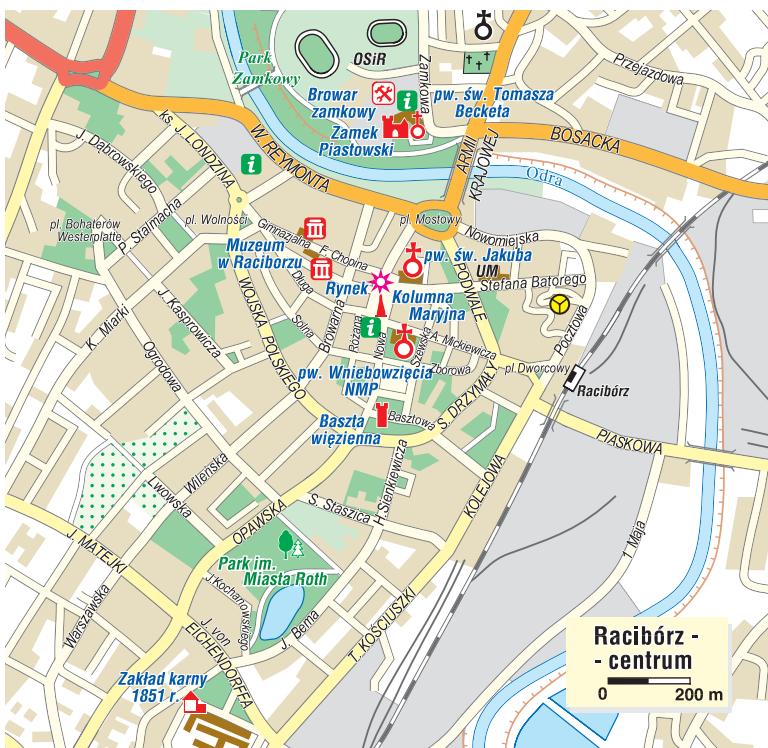 Park
Zamkowy
OSiR
Zamkowa
Przejazdowa
Browar
zamkowy
i
pw. św. Tomasza
Becketa
Zamek
Piastowski
BOSACKA
ARMII
KRAJOWEJ
Odra
ks. J. LONDZINA
W. REYMONTA
J. Dąbrowskiego
i
P. Stalmacha
pl. Wolności
pl. Bohaterów
Westerplatte
pl. Mostowy
Nowomiejska
Gimnazjalna
F. Chopina
Muzeum
w Raciborzu
pw. św. Jakuba
UM
Stefana Batorego
Rynek
Kolumna
Maryjna
PODWALE
Długa
Solna
Browarna
Różana
i
Nowa
Szewska
A. Mickiewicza
Zborowa
Pocztowa
K. Miarki
J. Kasprowicza
WOJSKA POLSKIEGO
Ogrodowa
pl. Dworcowy
pw. Wniebowzięcia
NMP
Racibórz
S. DRZYMAŁY
Baszta
więzienna
Basztowa
PIASKOWA
H.Sienkiewicza
KOLEJOWA
Wileńska
Lwowska
OPAWSKA
S. Staszica
1 Maja
J. MATEJKI
Park im.
Miasta Roth
J.Kochanowskiego
J. Bema
T. KOŚCIUSZKI
Warszawska
J. von
EICHENDORFFA
Zakład karny
1851 r.
Racibórz -
- centrum
0 200 m